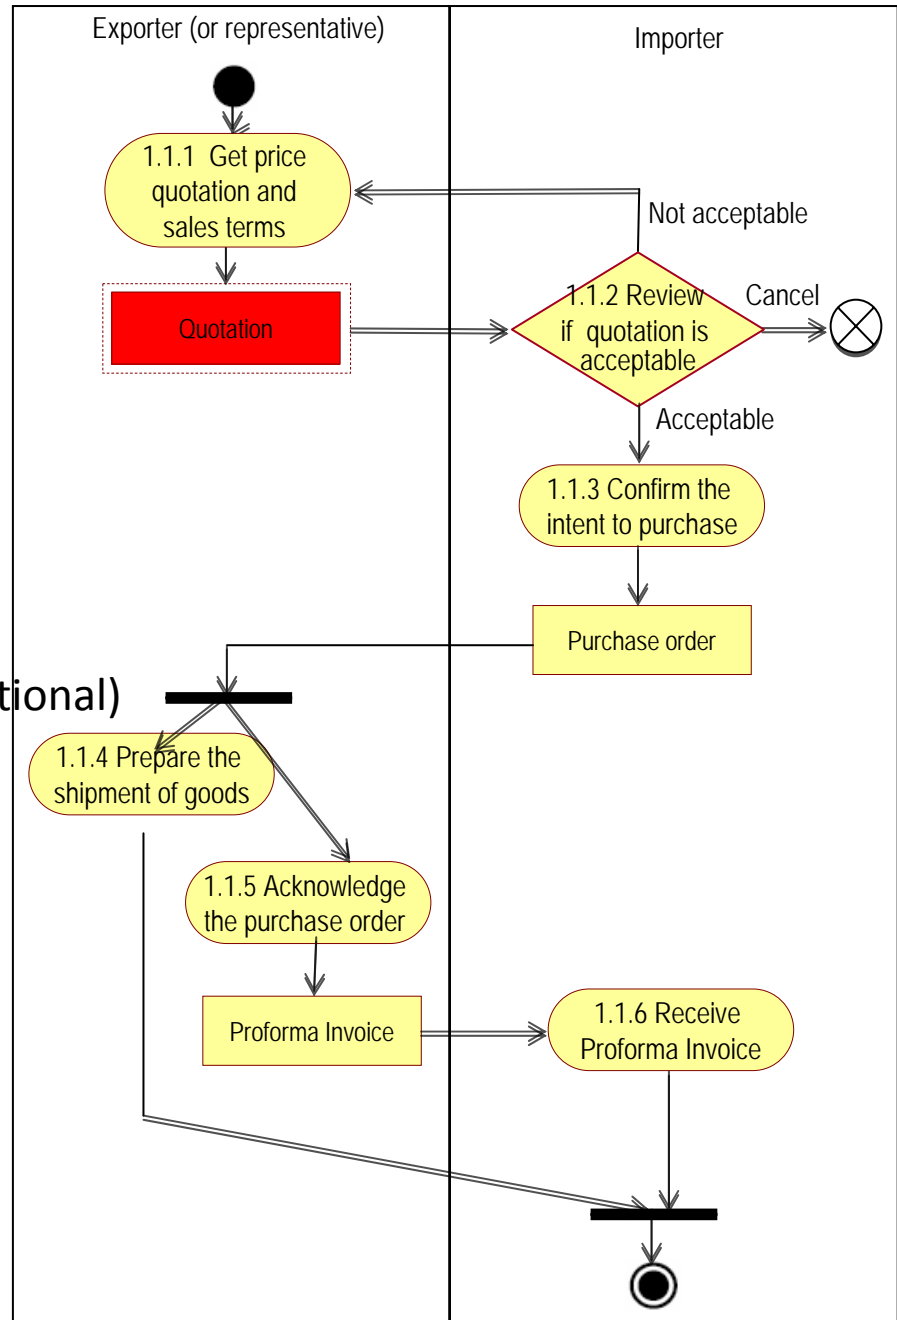 Exporter (or representative)
Importer
1.1.1 Get price
quotation and
sales terms
Not acceptable
Quotation
1.1.2 Review
if quotation is
acceptable
Cancel
Acceptable
1.1.3 Confirm the
intent to purchase
Purchase order
tional)
1.1.4 Prepare the
shipment of goods
1.1.5 Acknowledge
the purchase order
Proforma Invoice
1.1.6 Receive
Proforma Invoice